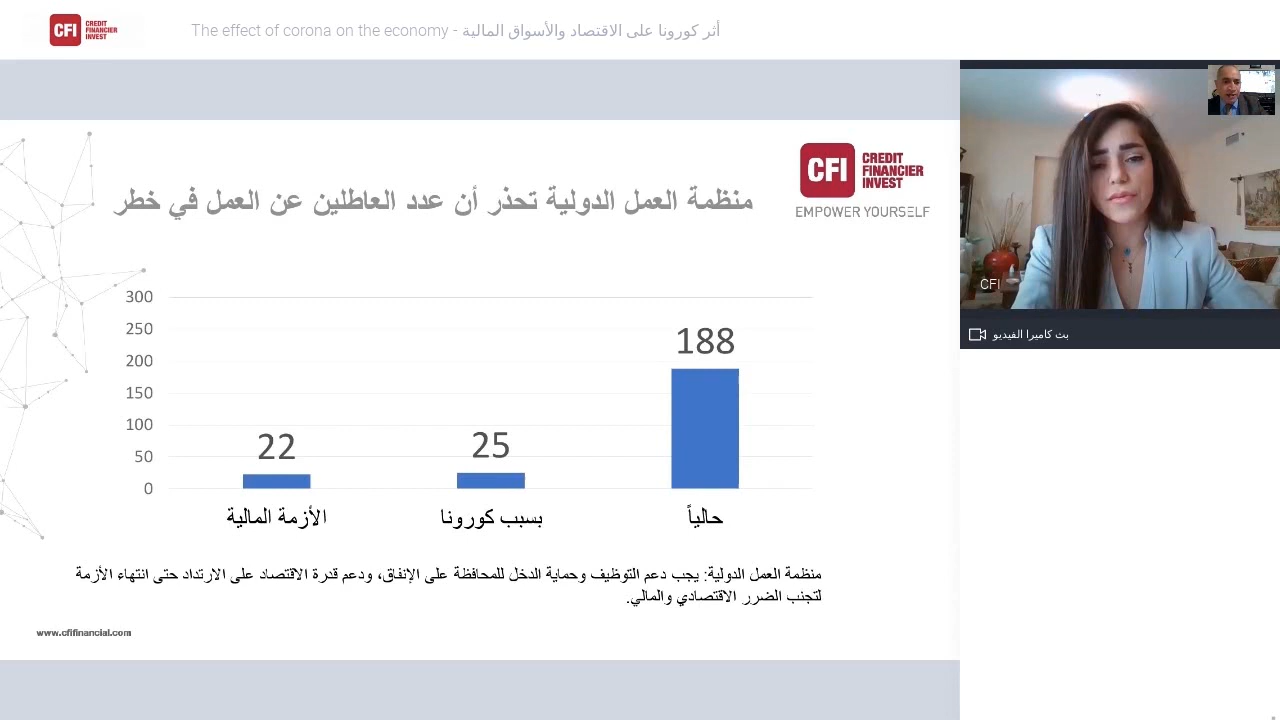 CFI CREDIT FINANCIER INVEST
The effect of corona on the economy - أثر كورونا على الاقتصاد والأسواق المالية
CFI CREDIT FINANCIER INVEST
EMPOWER YOURSELF
منظمة العمل الدولية تحذر أن عدد العاطلين عن العمل في خطر
300
250
200
150
100
50
0
22
25
188
الأزمة المالية
بسبب كورونا
حالياً
منظمة العمل الدولية: يجب دعم التوظيف وحماية الدخل للمحافظة على الإنفاق، ودعم قدرة الاقتصاد على الارتداد حتى انتهاء الأزمة
لتجنب الضرر الاقتصادي والمالي.
www.cfifinancial.com
CFI
بث كاميرا الفيديو